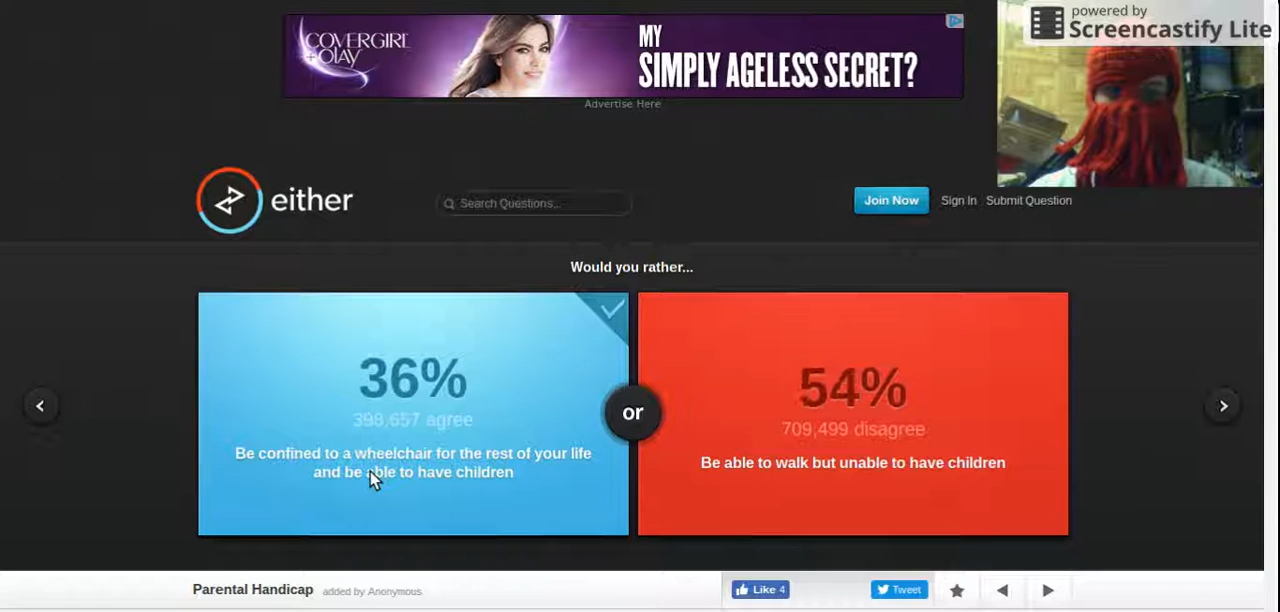 powered by
Screencastify Lite
COVERGIRL
+OLAY
MY
SIMPLY AGELESS SECRET?
Advertise Here
either
Search Questions...
Join Now
Sign In
Submit Question
Would you rather...
36%
398,657 agree
Be confined to a wheelchair for the rest of your life
and be able to have children
or
54%
709,499 disagree
Be able to walk but unable to have children
Parental Handicap
added by Anonymous
Like 4
Tweet